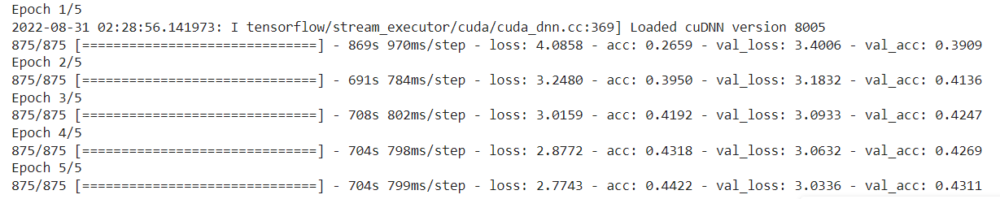 Epoch 1/5
2022-08-31 02:28:56.141973: I tensorflow/stream_executor/cuda/cuda_dnn.cc:369] Loaded cuDNN version 8005
875/875 [==============================] - 869s 970ms/step - loss: 4.0858 - acc: 0.2659 - val_loss: 3.4006 - val_acc: 0.3909
Epoch 2/5
875/875 [==============================] - 691s 784ms/step - loss: 3.2480 - acc: 0.3950 - val_loss: 3.1832 - val_acc: 0.4136
Epoch 3/5
875/875 [==============================] - 708s 802ms/step - loss: 3.0159 - acc: 0.4192 - val_loss: 3.0933 - val_acc: 0.4247
Epoch 4/5
875/875 [==============================] - 704s 798ms/step - loss: 2.8772 - acc: 0.4318 - val_loss: 3.0632 - val_acc: 0.4269
Epoch 5/5
875/875 [==============================] - 704s 799ms/step - loss: 2.7743 - acc: 0.4422 - val_loss: 3.0336 - val_acc: 0.4311